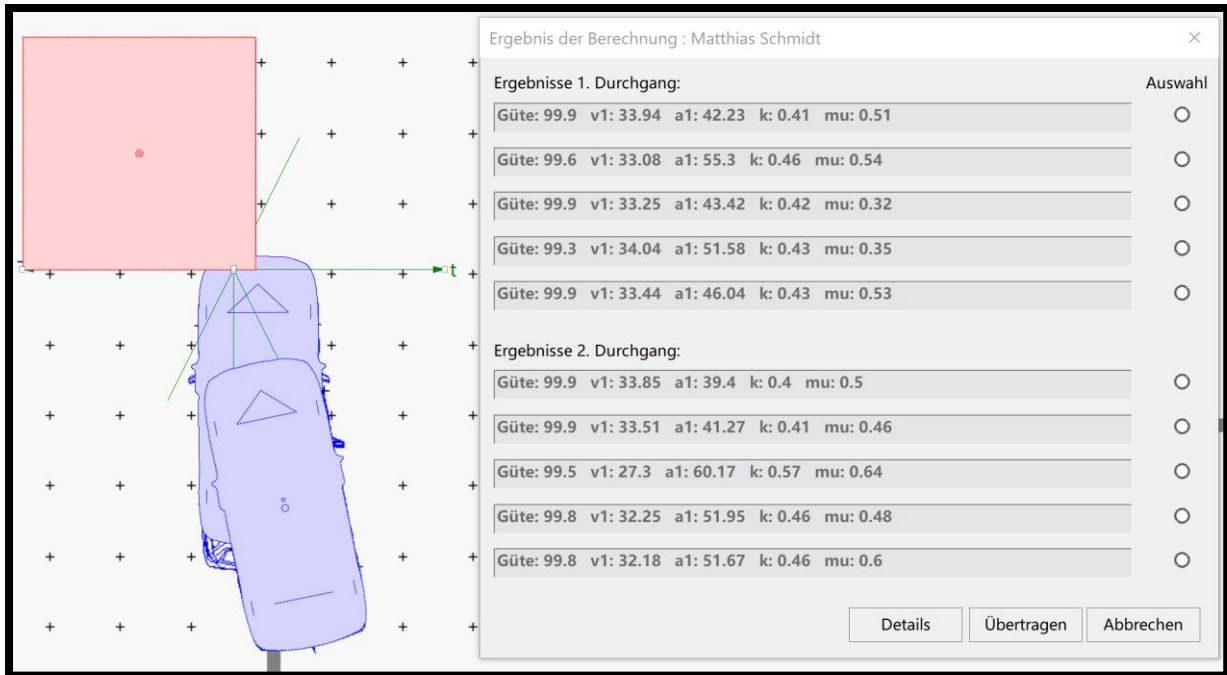 Ergebnis der Berechnung : Matthias Schmidt
Ergebnisse 1. Durchgang: Auswahl
Güte: 99.9 v1: 33.94 a1: 42.23 k: 0.41 mu: 0.51
Güte: 99.6 v1: 33.08 a1: 55.3 k: 0.46 mu: 0.54
Güte: 99.9 v1: 33.25 a1: 43.42 k: 0.42 mu: 0.32
Güte: 99.3 v1: 34.04 a1: 51.58 k: 0.43 mu: 0.35
t
Güte: 99.9 v1: 33.44 a1: 46.04 k: 0.43 mu: 0.53
Ergebnisse 2. Durchgang:
Güte: 99.9 v1: 33.85 a1: 39.4 k: 0.4 mu: 0.5
Güte: 99.9 v1: 33.51 a1: 41.27 k: 0.41 mu: 0.46
Güte: 99.5 v1: 27.3 a1: 60.17 k: 0.57 mu: 0.64
Güte: 99.8 v1: 32.25 a1: 51.95 k: 0.46 mu: 0.48
Güte: 99.8 v1: 32.18 a1: 51.67 k: 0.46 mu: 0.6
Details Übertragen Abbrechen